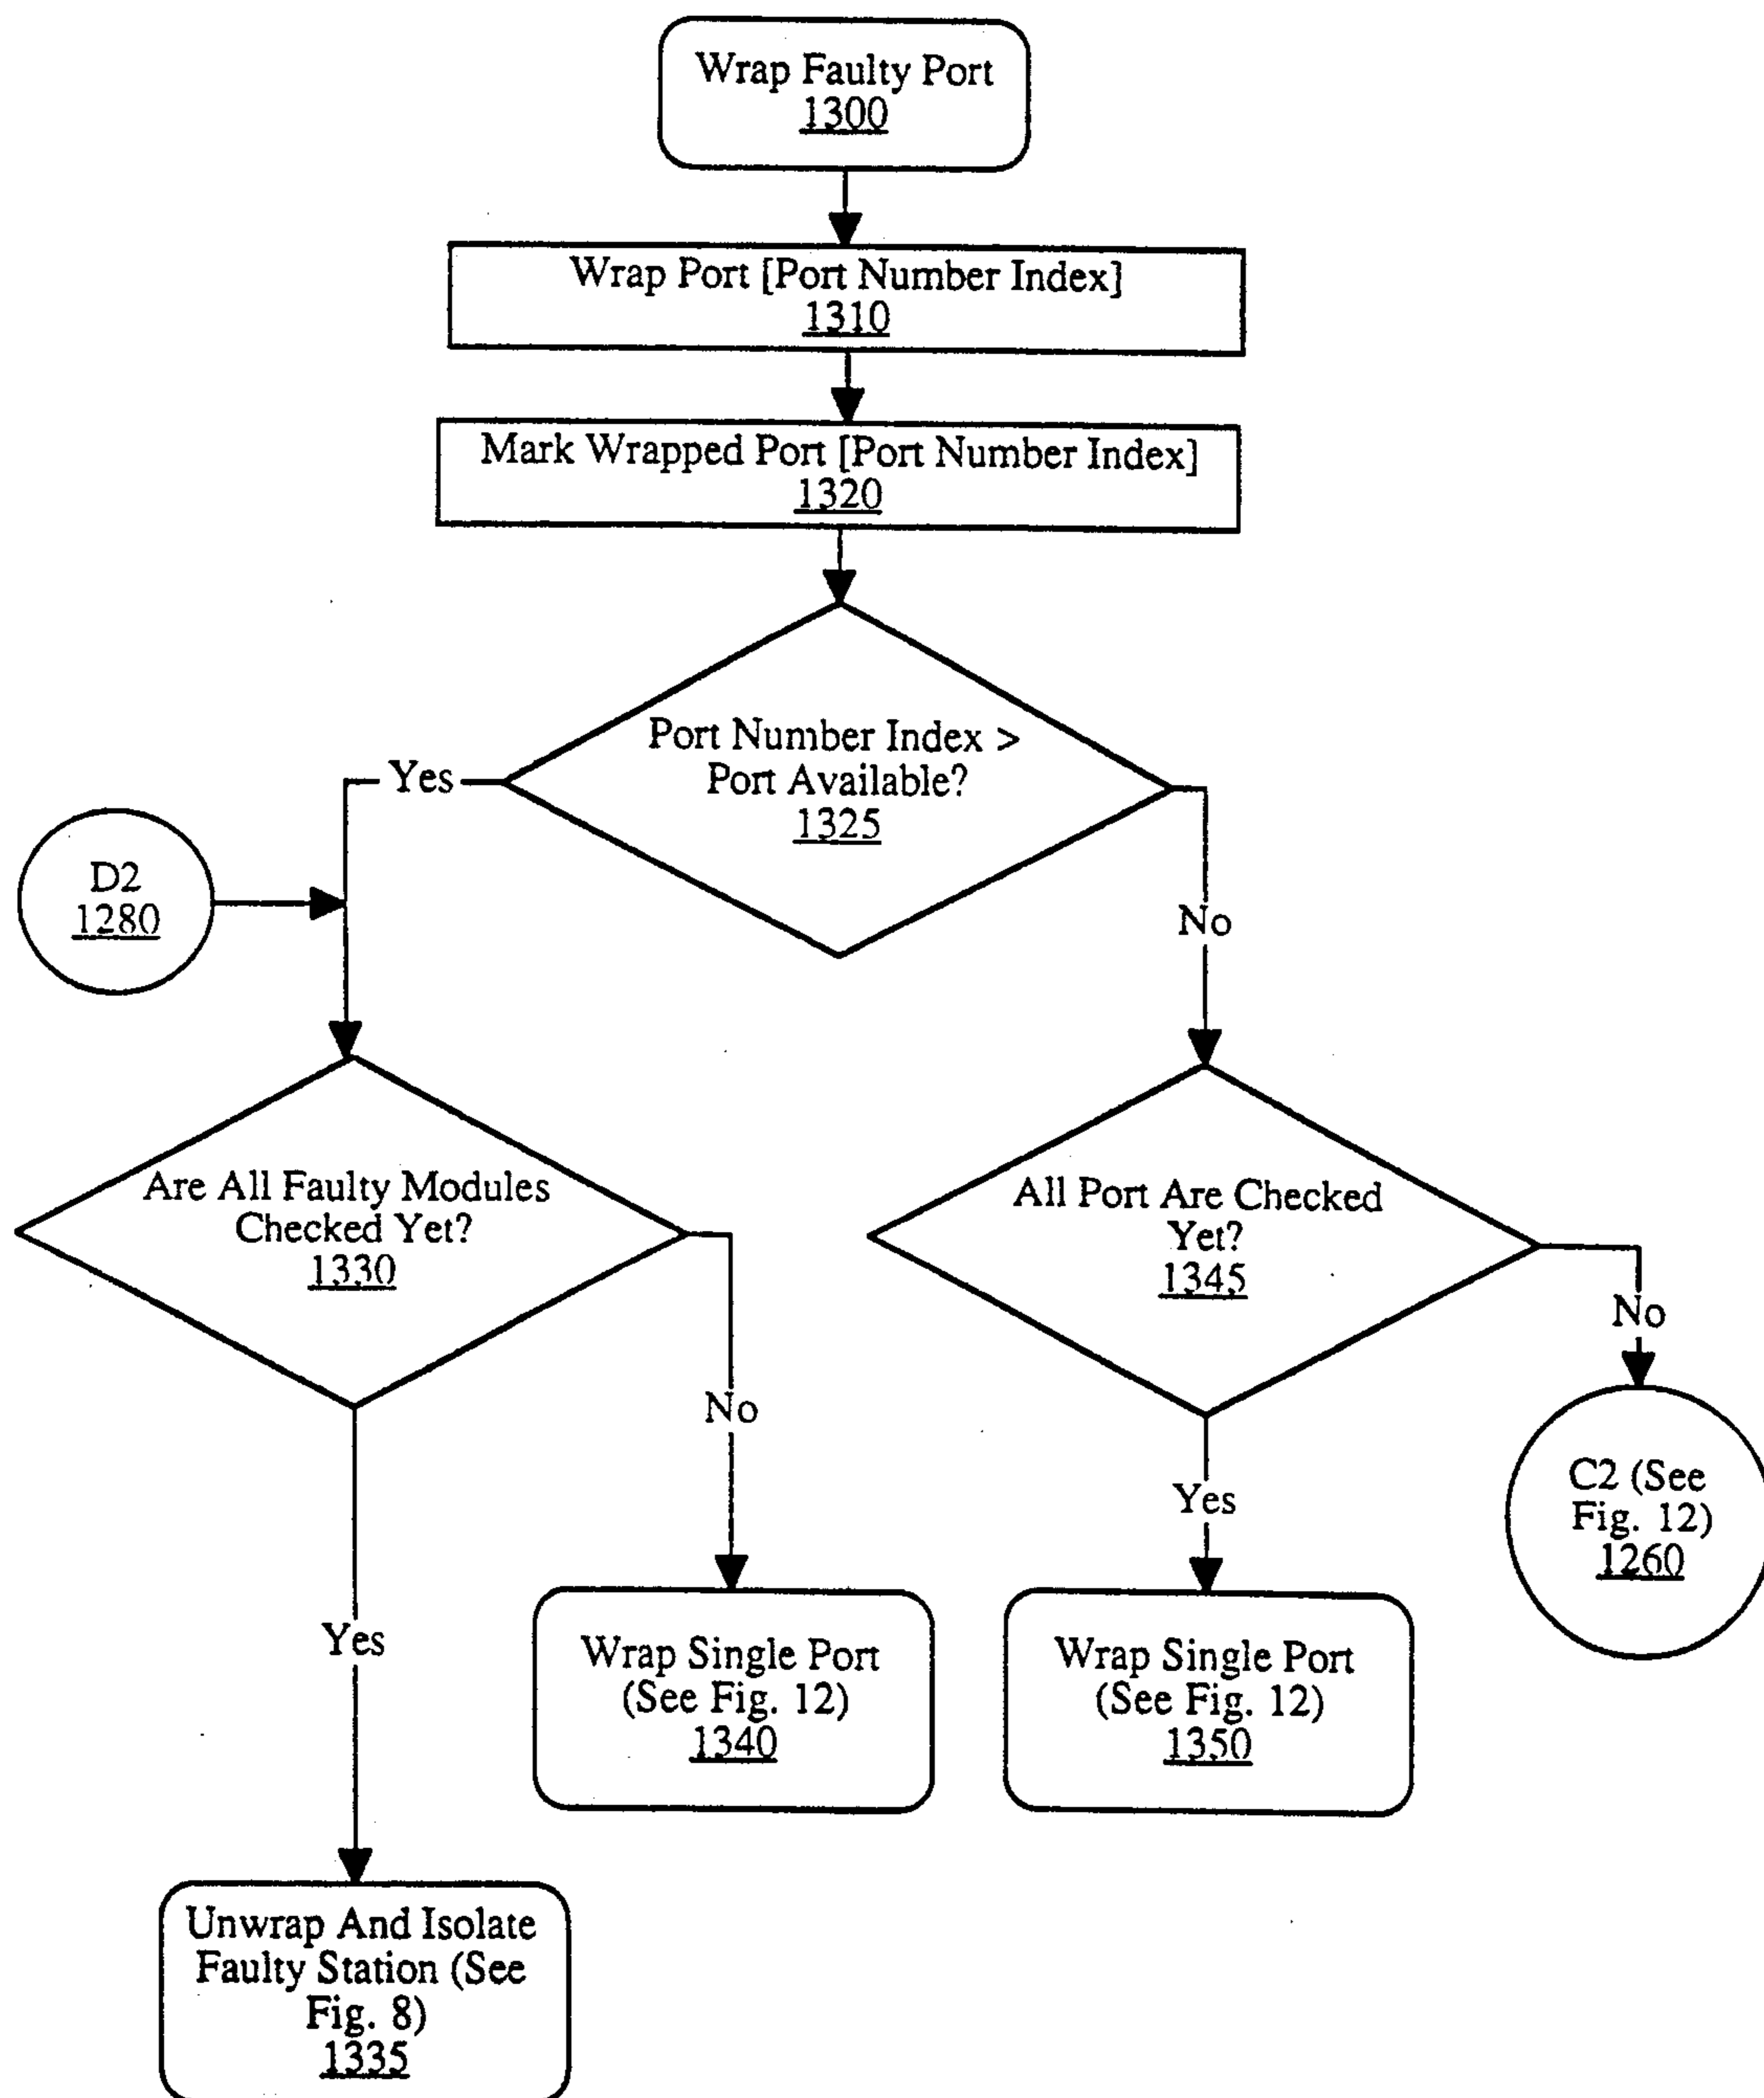 Wrap Faulty Port
1300
Wrap Port [Port Number Index]
1310
Mark Wrapped Port [Port Number Index]
1320
Port Number Index >
Port Available?
1325
Yes
No
D2
1280
Are All Faulty Modules
Checked Yet?
1330
All Port Are Checked
Yet?
1345
No
No
Yes
C2 (See
Fig. 12)
1260
Yes
Wrap Single Port
(See Fig. 12)
1340
Wrap Single Port
(See Fig. 12)
1350
Unwrap And Isolate
Faulty Station (See
Fig. 8)
1335